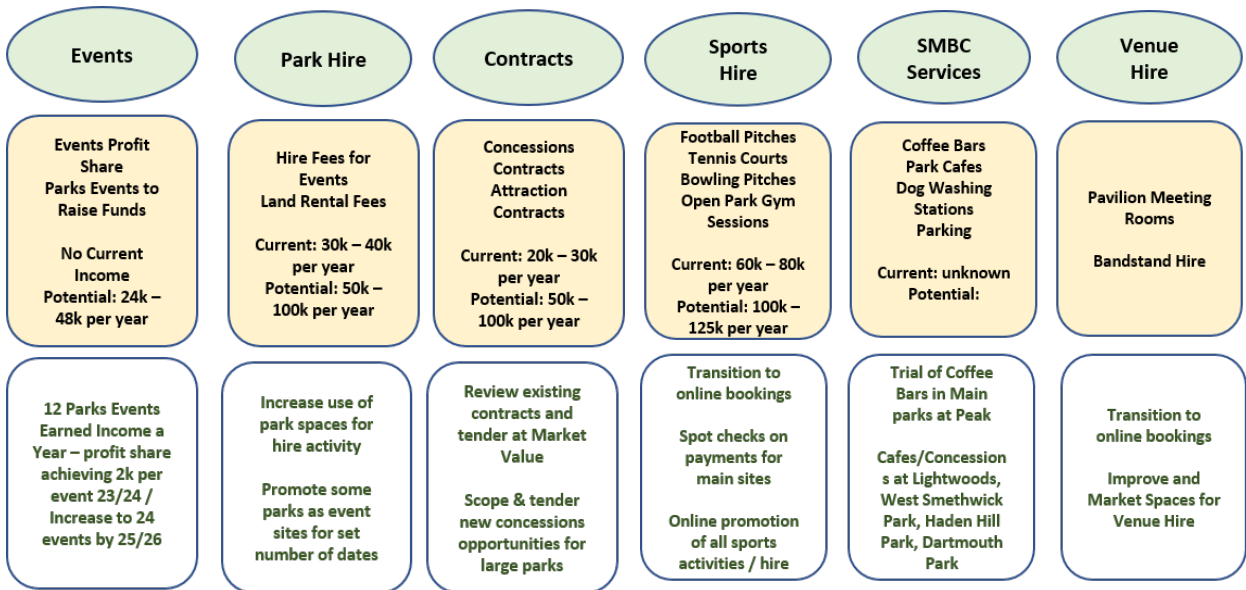 Events
Park Hire
Contracts
Sports
Hire
SMBC
Services
Venue
Hire
Events Profit
Share
Parks Events to
Raise Funds
No Current
Income
Potential: 24k –
48k per year
Hire Fees for
Events
Land Rental Fees
Current: 30k – 40k
per year
Potential: 50k –
100k per year
Concessions
Contracts
Attraction
Contracts
Current: 20k – 30k
per year
Potential: 50k –
100k per year
Football Pitches
Tennis Courts
Bowling Pitches
Open Park Gym
Sessions
Current: 60k – 80k
per year
Potential: 100k –
125k per year
Coffee Bars
Park Cafes
Dog Washing
Stations
Parking
Current: unknown
Potential:
Pavilion Meeting
Rooms
Bandstand Hire
12 Parks Events
Earned Income a
Year – profit share
achieving 2k per
event 23/24 /
Increase to 24
events by 25/26
Increase use of
park spaces for
hire activity
Promote some
parks as event
sites for set
number of dates
Review existing
contracts and
tender at Market
Value
Scope & tender
new concessions
opportunities for
large parks
Transition to
online bookings
Spot checks on
payments for
main sites
Online promotion
of all sports
activities / hire
Trial of Coffee
Bars in Main
parks at Peak
Cafes/Concession
s at Lightwoods,
West Smethwick
Park, Haden Hill
Park, Dartmouth
Park
Transition to
online bookings
Improve and
Market Spaces for
Venue Hire